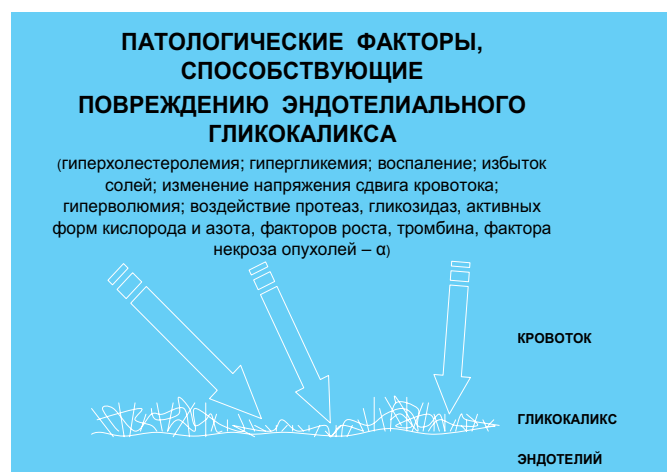 ПАТОЛОГИЧЕСКИЕ ФАКТОРЫ,
СПОСОБСТВУЮЩИЕ
ПОВРЕЖДЕНИЮ ЭНДОТЕЛИАЛЬНОГО
ГЛИКОКАЛИКСА
(гиперхолестеролемия; гипергликемия; воспаление; избыток
солей; изменение напряжения сдвига кровотока;
гиперволюмия; воздействие протеаз, гликозидаз, активных
форм кислорода и азота, факторов роста, тромбина, фактора
некроза опухолей – α)
КРОВОТОК
ГЛИКОКАЛИКС
ЭНДОТЕЛИЙ